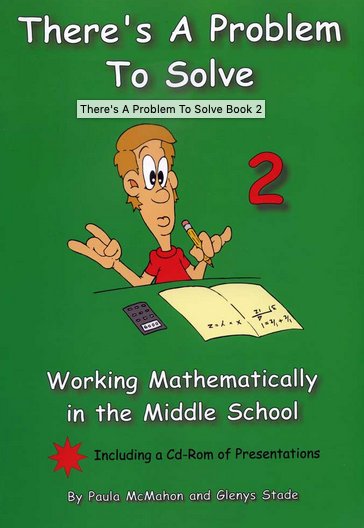 There's A Problem
To Solve
There's A Problem To Solve Book 2
2
Working Mathematically
in the Middle School
Including a Cd-Rom of Presentations
By Paula McMahon and Glenys Stade